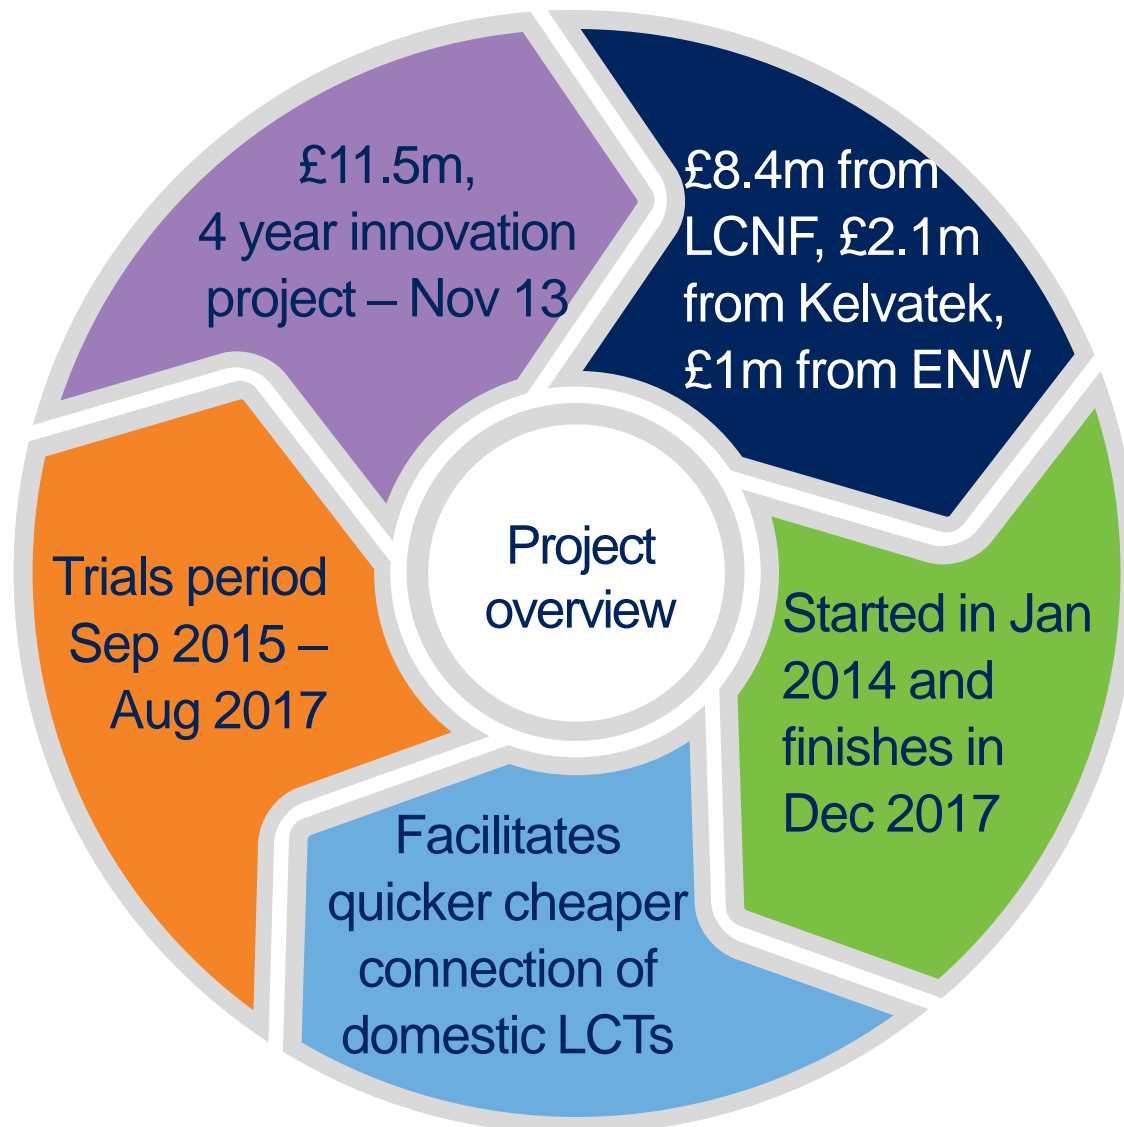 £11.5m,
4 year innovation
project – Nov 13
£8.4m from
LCNF, £2.1m
from Kelvatek,
£1m from ENW
Started in Jan
2014 and
finishes in
Dec 2017
Facilitates
quicker cheaper
connection of
domestic LCTs
Trials period
Sep 2015 –
Aug 2017
Project
overview